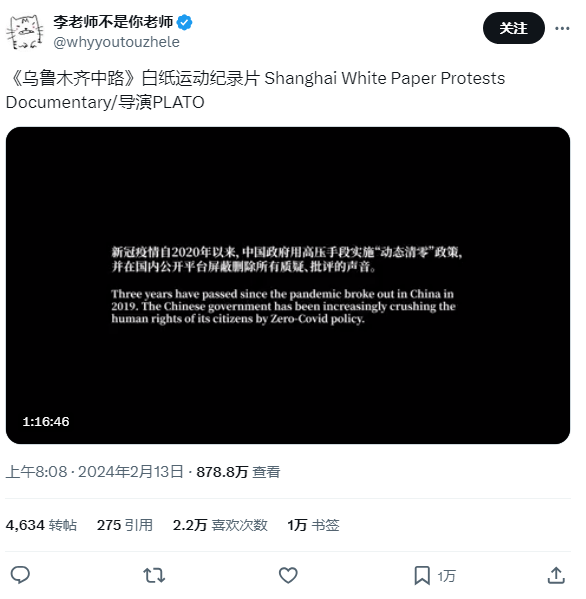 李老师不是你老师
@whyyoutouzhele
关注
《乌鲁木齐中路》白纸运动纪录片 Shanghai White Paper Protests
Documentary/导演PLATO
新冠疫情自2020年以来，中国政府用高压手段实施“动态清零”政策，
并在国内公开平台屏蔽删除所有质疑、批评的声音。
Three years have passed since the pandemic broke out in China in
2019. The Chinese government has been increasingly crushing the
human rights of its citizens by Zero-Covid policy.
1:16:46
上午8:08 · 2024年2月13日 · 878.8万 查看
4,634 转帖 275 引用 2.2万 喜欢次数 1万 书签
1万